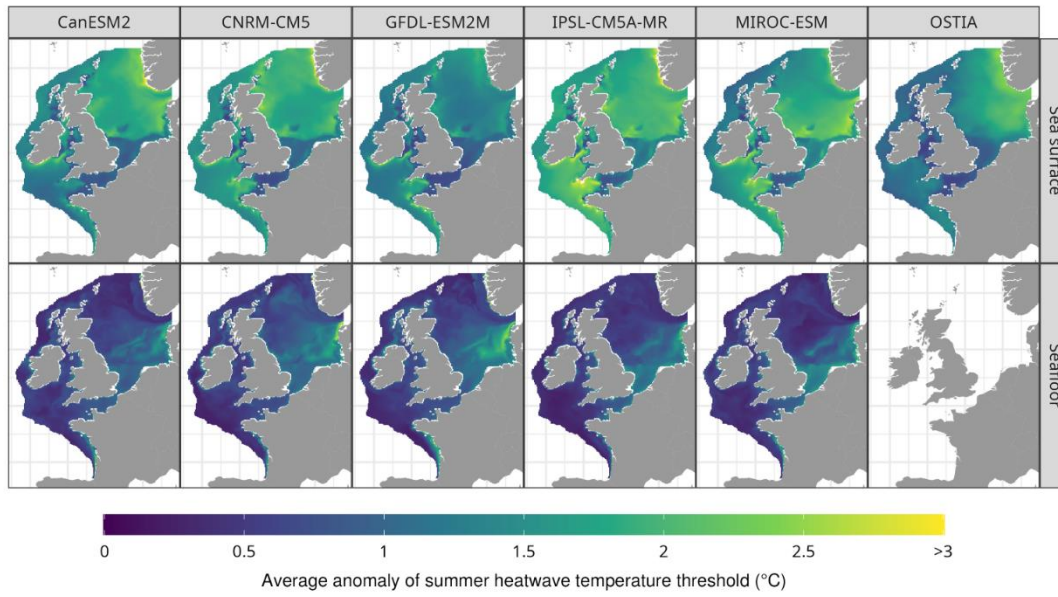 CanESM2 CNRM-CM5 GFDL-ESM2M IPSL-CM5A-MR MIROC-ESM OSTIA
Sea surface
Seafloor
0 0.5 1 1.5 2 2.5 >3
Average anomaly of summer heatwave temperature threshold (°C)